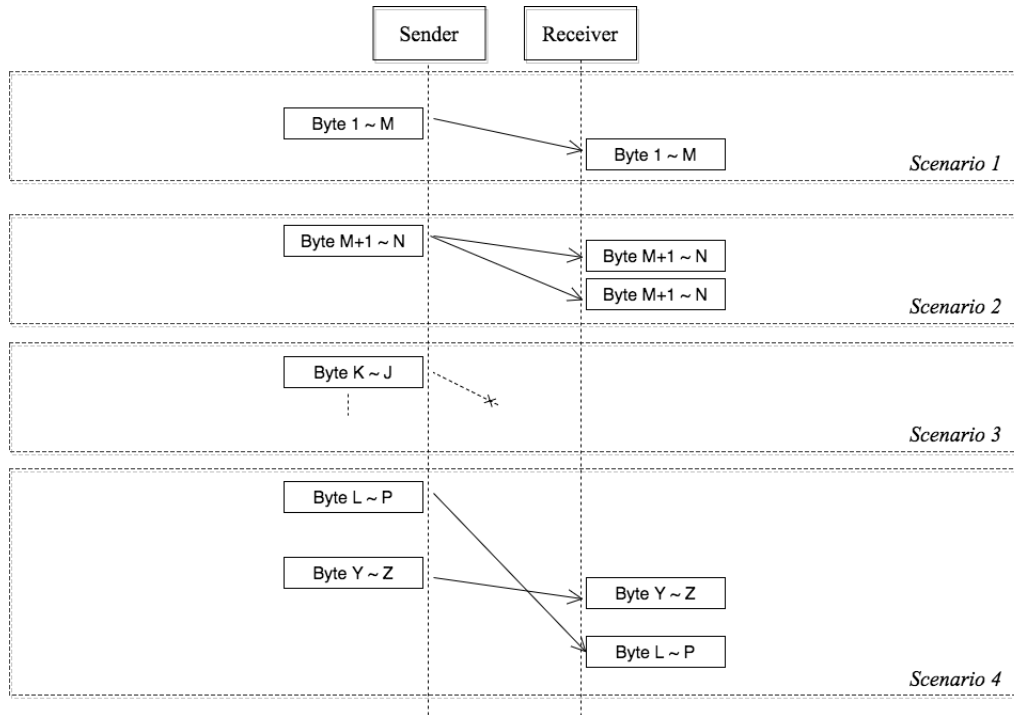 Sender
Receiver
Byte 1 ~ M
Byte 1 ~ M
Scenario 1
Byte M+1 ~ N
Byte M+1 ~ N
Byte M+1 ~ N
Scenario 2
Byte K ~ J
Scenario 3
Byte L ~ P
Byte Y ~ Z
Byte Y ~ Z
Byte L ~ P
Scenario 4